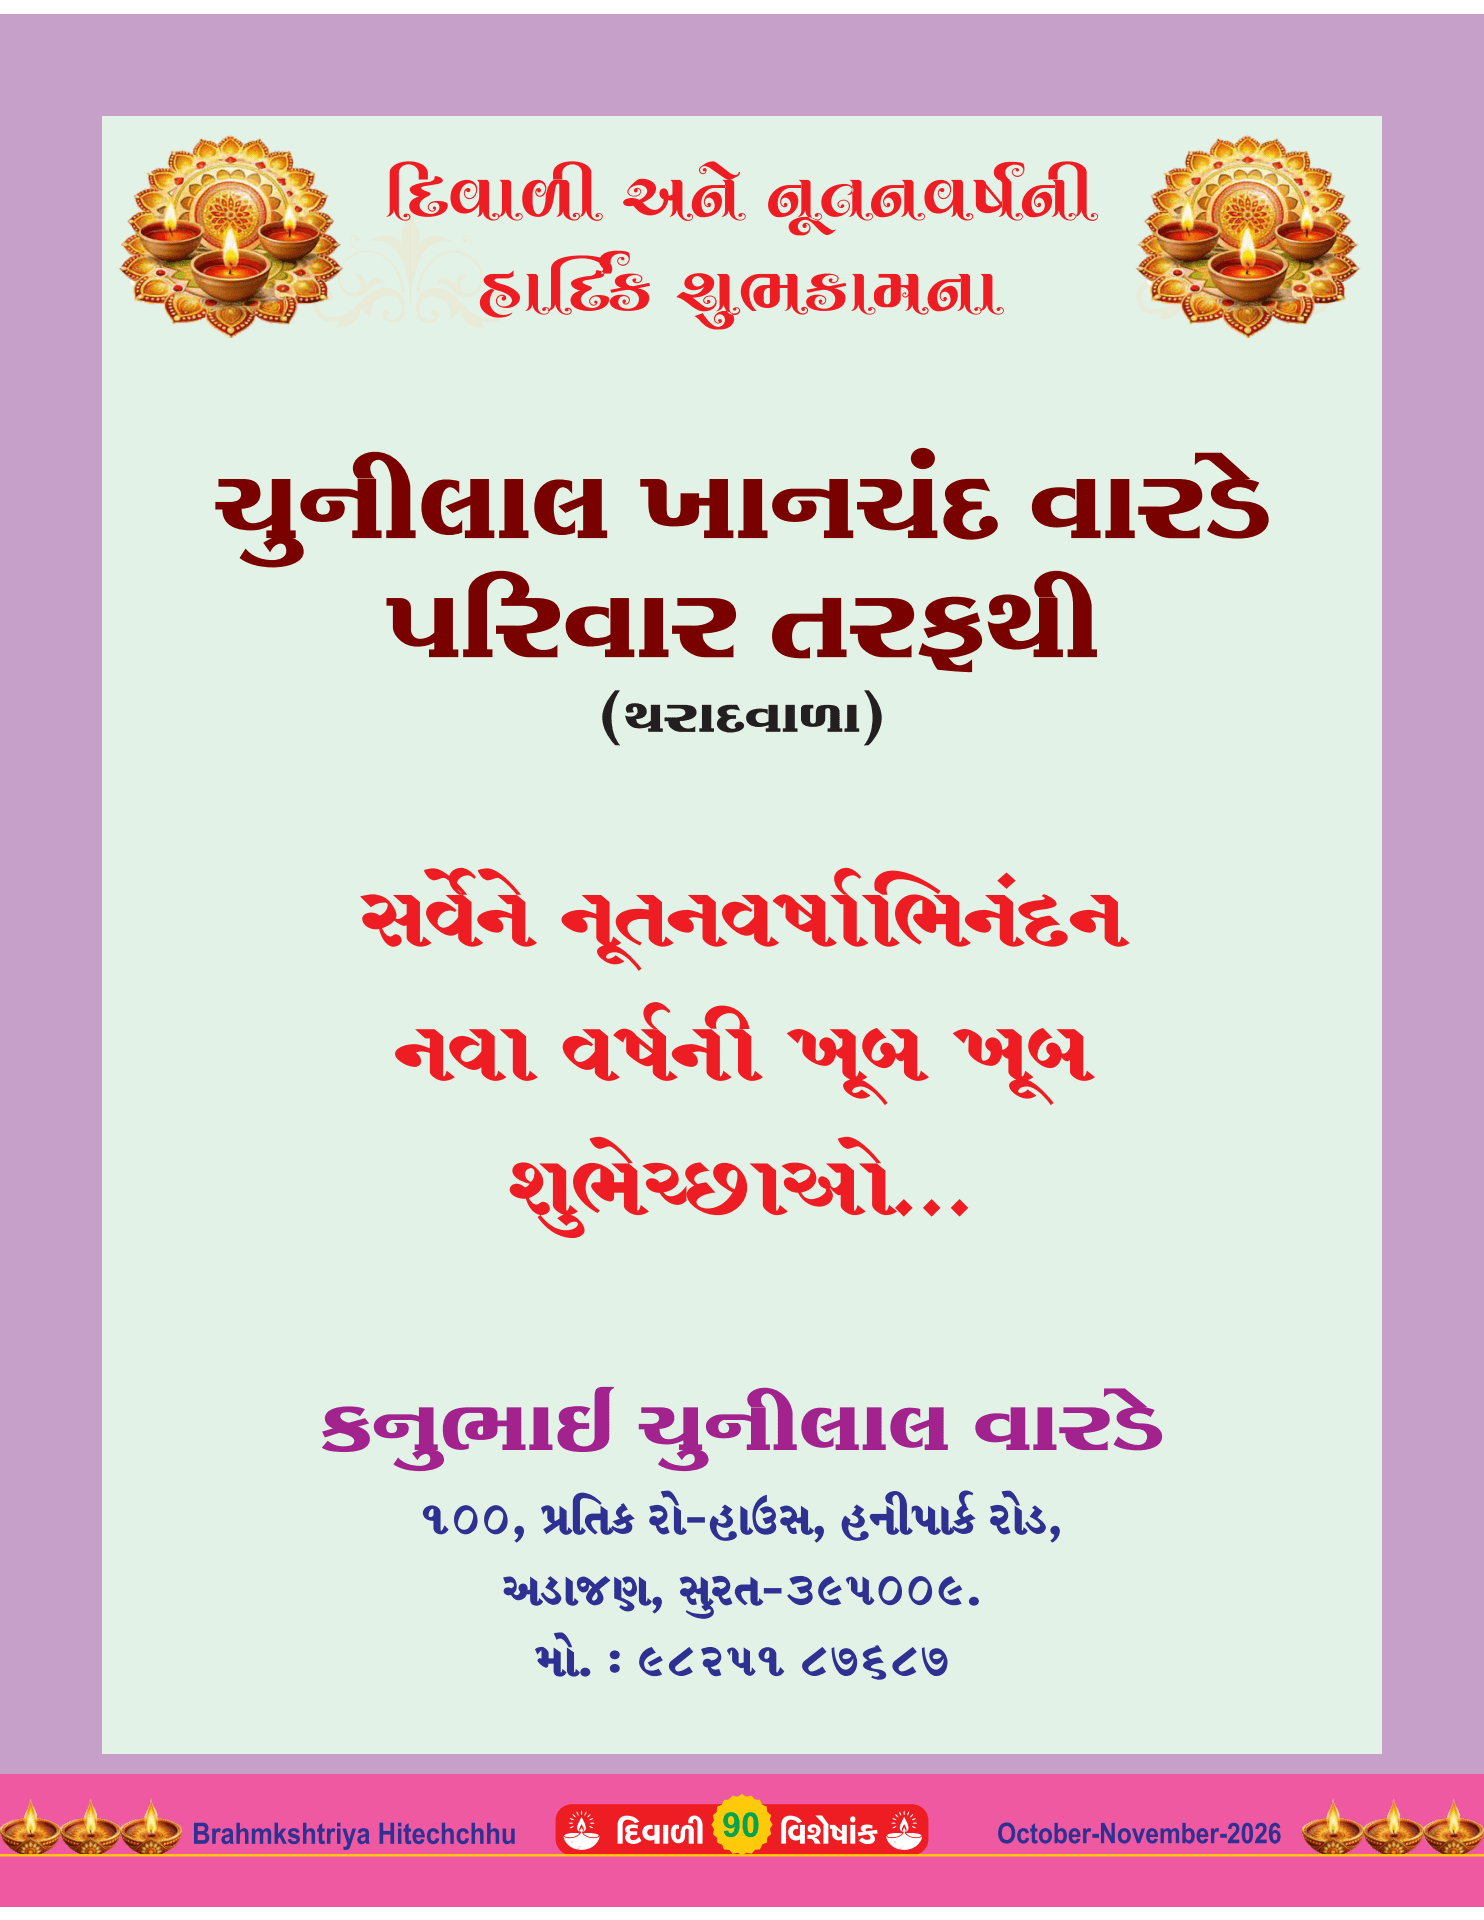 દિવાળી અને નૂતનવર્ષની
હાર્દિક શુભકામના
ચુનીલાલ ખાનચંદ વારડે
પરિવાર તરફથી
(થરાદવાળા)
સર્વેને નૂતનવર્ષાભિનંદન
નવા વર્ષની ખૂબ ખૂબ
શુભેચ્છાઓ...
કનુભાઈ ચુનીલાલ વારડે
૧૦૦, પ્રતિક રો-હાઉસ, હનીપાર્ક રોડ,
અડાજણ, સુરત-૩૯૫૦૦૯.
મો. : ૯૮૨૫૧ ૮૭૬૮૭
Brahmkshtriya Hitechchhu દિવાળી 90 વિશેષાંક October-November-2026